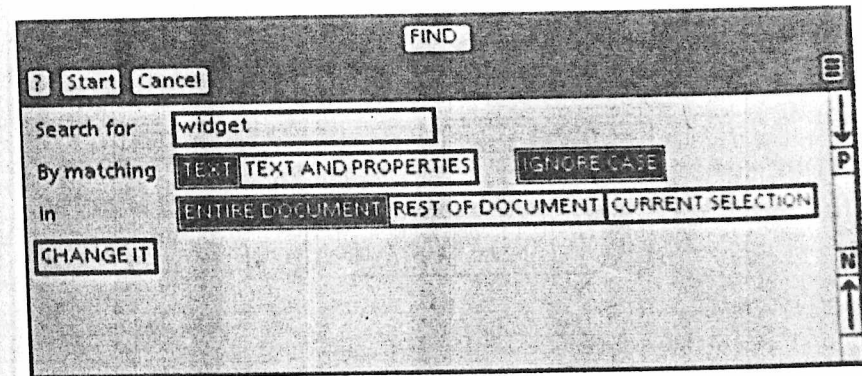 FIND
? Start Cancel
Search for widget
By matching TEXT TEXT AND PROPERTIES IGNORE CASE
In ENTIRE DOCUMENT REST OF DOCUMENT CURRENT SELECTION
CHANGE IT
P
N